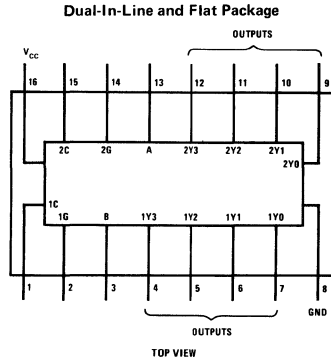 Dual-In-Line and Flat Package
OUTPUTS
VCC
16 15 14 13 12 11 10 9
2C 2G A 2Y3 2Y2 2Y1
2Y0
1C
1G B 1Y3 1Y2 1Y1 1Y0
1 2 3 4 5 6 7 8
GND
OUTPUTS
TOP VIEW